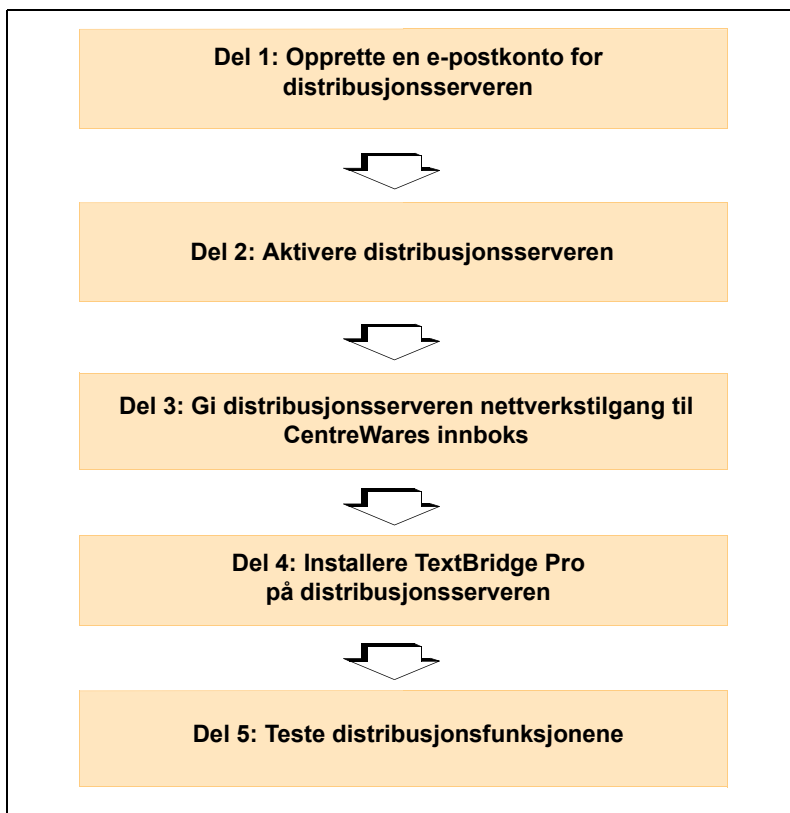 Del 1: Opprette en e-postkonto for
distribusjonsserveren
Del 2: Aktivere distribusjonsserveren
Del 3: Gi distribusjonsserveren nettverkstilgang til
CentreWares innboks
Del 4: Installere TextBridge Pro
på distribusjonsserveren
Del 5: Teste distribusjonsfunksjonene